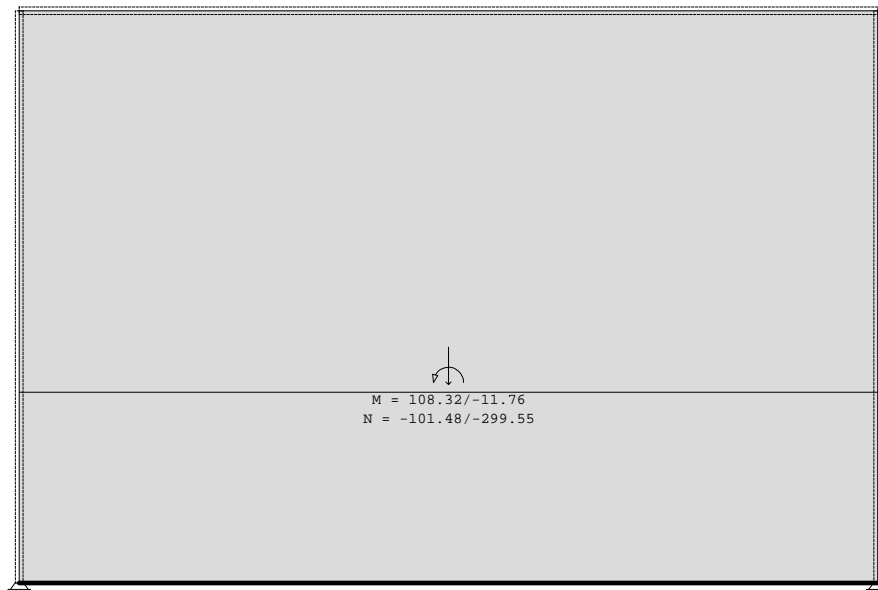 M = 108.32/-11.76
N = -101.48/-299.55